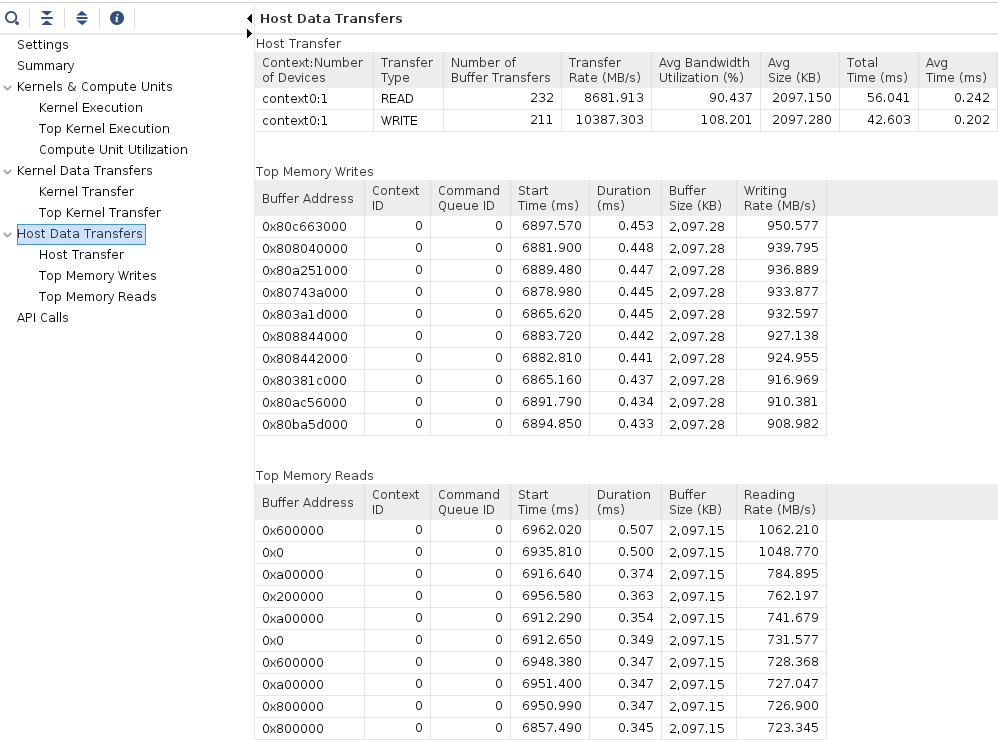 Host Data Transfers
Settings
Summary
Kernels & Compute Units
Kernel Execution
Top Kernel Execution
Compute Unit Utilization
Kernel Data Transfers
Kernel Transfer
Top Kernel Transfer
Host Data Transfers
Host Transfer
Top Memory Writes
Top Memory Reads
API Calls
Host Transfer
Context:Number of Devices Transfer Type Number of Buffer Transfers Transfer Rate (MB/s) Avg Bandwidth Utilization (%) Avg Size (KB) Total Time (ms) Avg Time (ms)
context0:1 READ 232 8681.913 90.437 2097.150 56.041 0.242
context0:1 WRITE 211 10387.303 108.201 2097.280 42.603 0.202
Top Memory Writes
Buffer Address Context ID Command Queue ID Start Time (ms) Duration (ms) Buffer Size (KB) Writing Rate (MB/s)
0x80c663000 0 0 6897.570 0.453 2,097.28 950.577
0x808040000 0 0 6881.900 0.448 2,097.28 939.795
0x80a251000 0 0 6889.480 0.447 2,097.28 936.889
0x80743a000 0 0 6878.980 0.445 2,097.28 933.877
0x803a1d000 0 0 6865.620 0.445 2,097.28 932.597
0x808844000 0 0 6883.720 0.442 2,097.28 927.138
0x808442000 0 0 6882.810 0.441 2,097.28 924.955
0x80381c000 0 0 6865.160 0.437 2,097.28 916.969
0x80ac56000 0 0 6891.790 0.434 2,097.28 910.381
0x80ba5d000 0 0 6894.850 0.433 2,097.28 908.982
Top Memory Reads
Buffer Address Context ID Command Queue ID Start Time (ms) Duration (ms) Buffer Size (KB) Reading Rate (MB/s)
0x600000 0 0 6962.020 0.507 2,097.15 1062.210
0x0 0 0 6935.810 0.500 2,097.15 1048.770
0xa00000 0 0 6916.640 0.374 2,097.15 784.895
0x200000 0 0 6956.580 0.363 2,097.15 762.197
0xa00000 0 0 6912.290 0.354 2,097.15 741.679
0x0 0 0 6912.650 0.349 2,097.15 731.577
0x600000 0 0 6948.380 0.347 2,097.15 728.368
0xa00000 0 0 6951.400 0.347 2,097.15 727.047
0x800000 0 0 6950.990 0.347 2,097.15 726.900
0x800000 0 0 6857.490 0.345 2,097.15 723.345